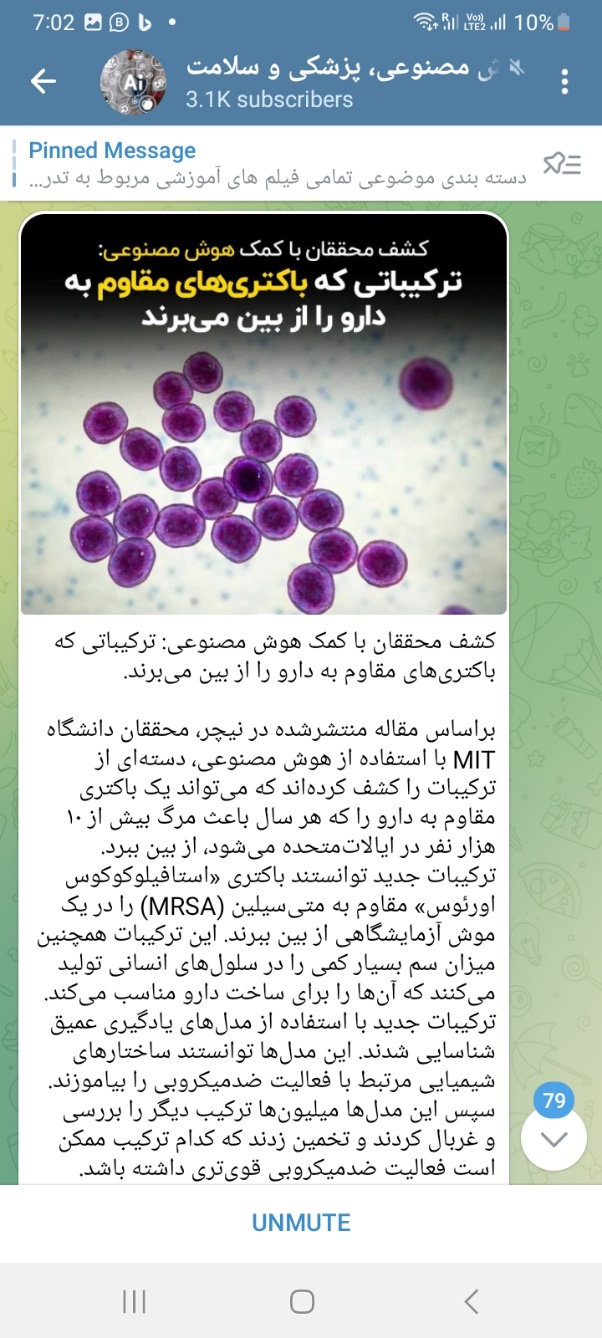 7:02
Vo)) LTE2
10%
ش مصنوعی، پزشکی و سلامت
3.1K subscribers
Ai
Pinned Message
دسته بندی موضوعی تمامی فیلم های آموزشی مربوط به تدر...
کشف محققان با کمک هوش مصنوعی:
ترکیباتی که باکتری‌های مقاوم به
دارو را از بین می‌برند
کشف محققان با کمک هوش مصنوعی: ترکیباتی که
باکتری‌های مقاوم به دارو را از بین می‌برند.
براساس مقاله منتشرشده در نیچر، محققان دانشگاه
MIT با استفاده از هوش مصنوعی، دسته‌ای از
ترکیبات را کشف کرده‌اند که می‌تواند یک باکتری
مقاوم به دارو را که هر سال باعث مرگ بیش از ۱۰
هزار نفر در ایالات‌متحده می‌شود، از بین ببرد.
ترکیبات جدید توانستند باکتری «استافیلوکوکوس
اورئوس» مقاوم به متی‌سیلین (MRSA) را در یک
موش آزمایشگاهی از بین ببرند. این ترکیبات همچنین
میزان سم بسیار کمی را در سلول‌های انسانی تولید
می‌کنند که آن‌ها را برای ساخت دارو مناسب می‌کند.
ترکیبات جدید با استفاده از مدل‌های یادگیری عمیق
شناسایی شدند. این مدل‌ها توانستند ساختارهای
شیمیایی مرتبط با فعالیت ضدمیکروبی را بیاموزند.
سپس این مدل‌ها میلیون‌ها ترکیب دیگر را بررسی
و غربال کردند و تخمین زدند که کدام ترکیب ممکن
است فعالیت ضدمیکروبی قوی‌تری داشته باشد.
79
UNMUTE